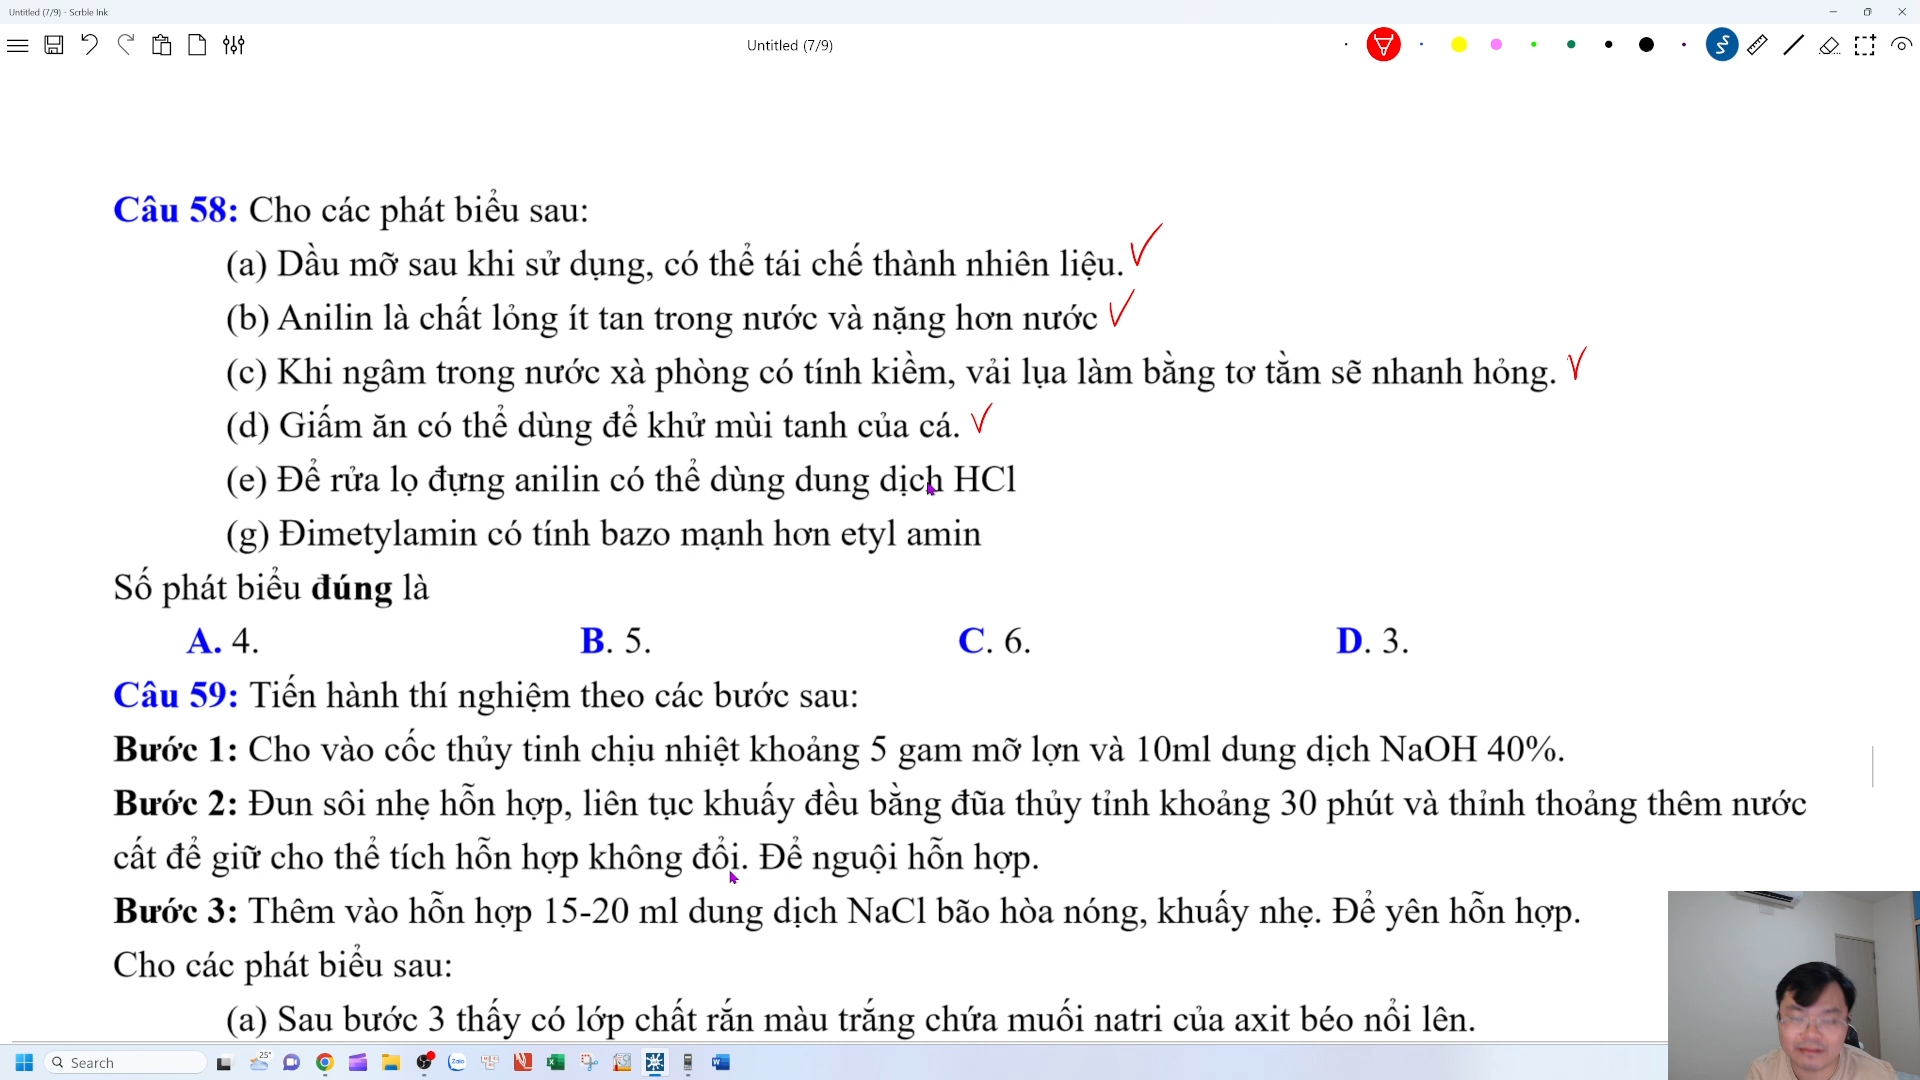 Untitled (7/9) - Scrble Ink
Untitled (7/9)
Câu 58: Cho các phát biểu sau:
(a) Dầu mỡ sau khi sử dụng, có thể tái chế thành nhiên liệu.
(b) Anilin là chất lỏng ít tan trong nước và nặng hơn nước
(c) Khi ngâm trong nước xà phòng có tính kiềm, vải lụa làm bằng tơ tằm sẽ nhanh hỏng.
(d) Giấm ăn có thể dùng để khử mùi tanh của cá.
(e) Để rửa lọ đựng anilin có thể dùng dung dịch HCl
(g) Đimetylamin có tính bazo mạnh hơn etyl amin
Số phát biểu đúng là
A. 4. B. 5. C. 6. D. 3.
Câu 59: Tiến hành thí nghiệm theo các bước sau:
Bước 1: Cho vào cốc thủy tinh chịu nhiệt khoảng 5 gam mỡ lợn và 10ml dung dịch NaOH 40%.
Bước 2: Đun sôi nhẹ hỗn hợp, liên tục khuấy đều bằng đũa thủy tỉnh khoảng 30 phút và thỉnh thoảng thêm nước
cất để giữ cho thể tích hỗn hợp không đổi. Để nguội hỗn hợp.
Bước 3: Thêm vào hỗn hợp 15-20 ml dung dịch NaCl bão hòa nóng, khuấy nhẹ. Để yên hỗn hợp.
Cho các phát biểu sau:
(a) Sau bước 3 thấy có lớp chất rắn màu trắng chứa muối natri của axit béo nổi lên.
Search
25°
Zalo